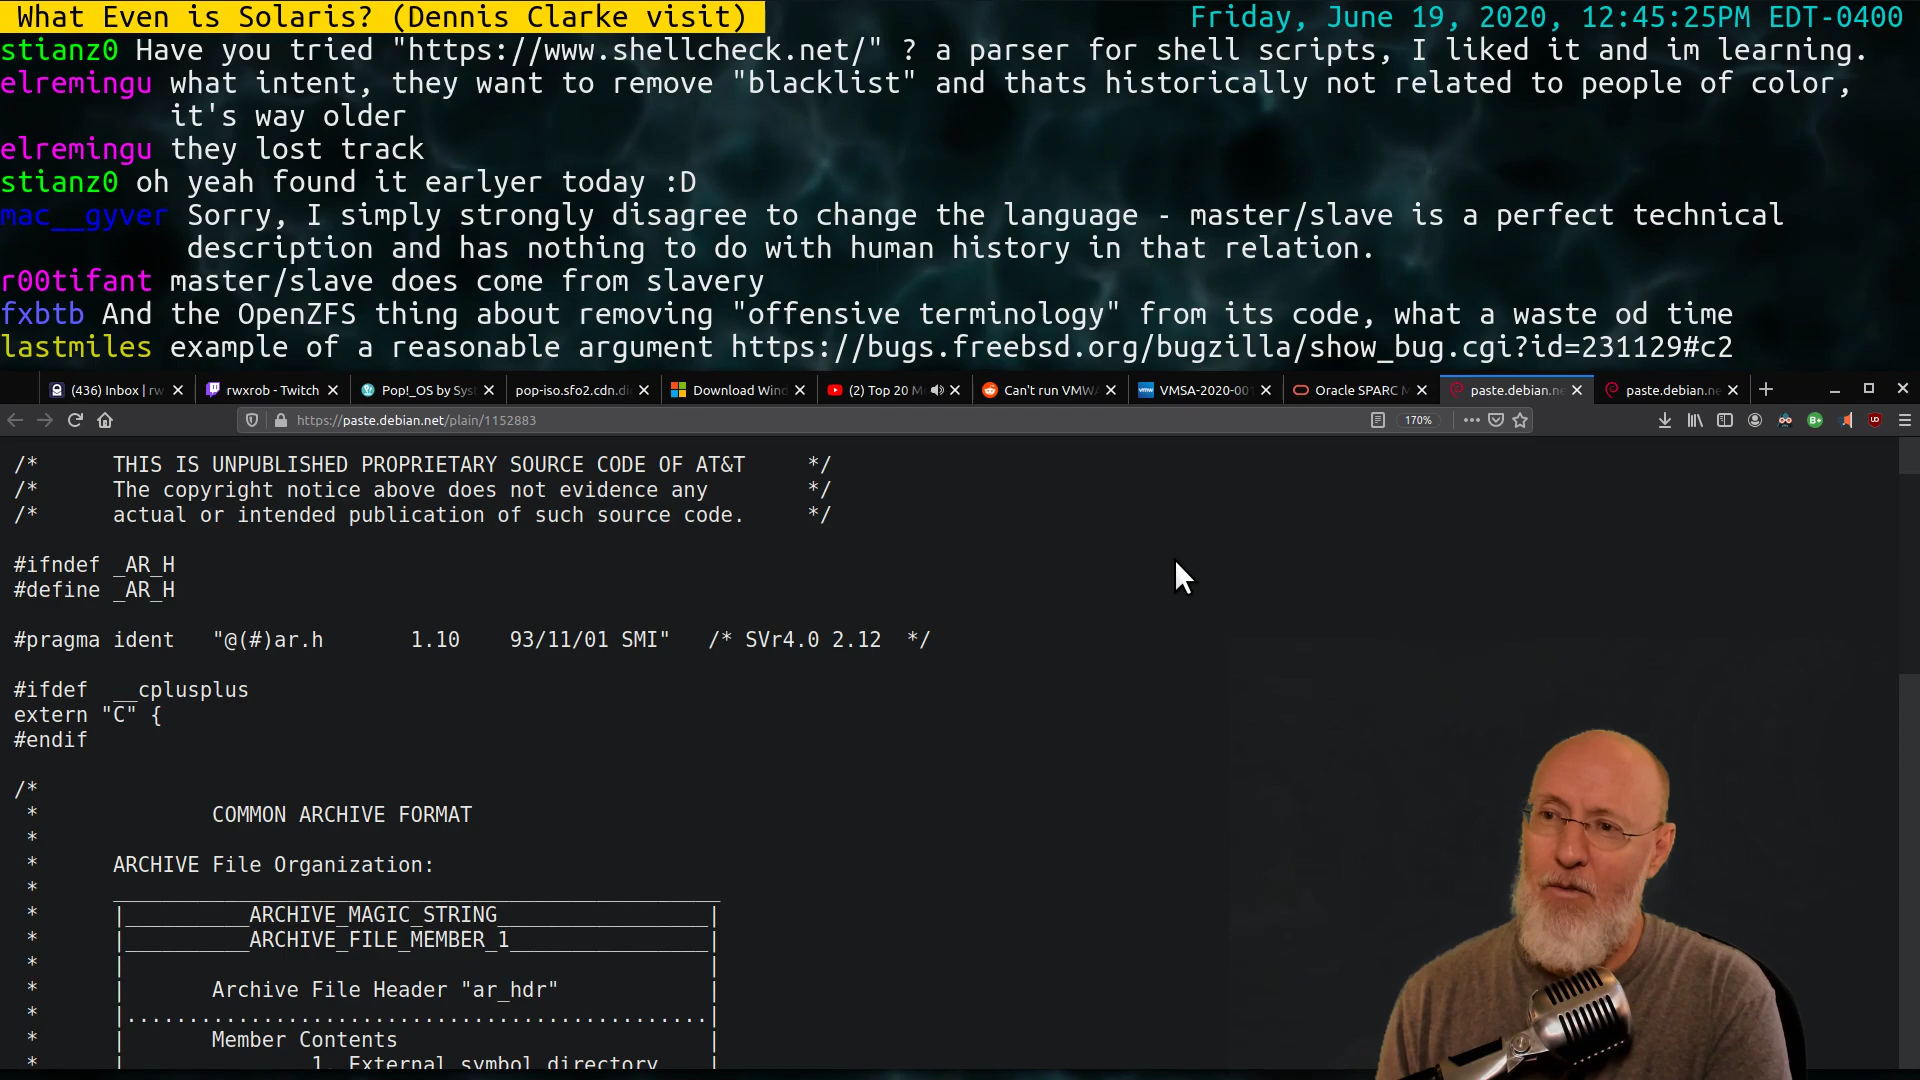 What Even is Solaris? (Dennis Clarke visit)
Friday, June 19, 2020, 12:45:25PM EDT-0400
stianz0 Have you tried "https://www.shellcheck.net/" ? a parser for shell scripts, I liked it and im learning.
elremingu what intent, they want to remove "blacklist" and thats historically not related to people of color,
it's way older
elremingu they lost track
stianz0 oh yeah found it earlyer today :D
mac__gyver Sorry, I simply strongly disagree to change the language - master/slave is a perfect technical
description and has nothing to do with human history in that relation.
r00tifant master/slave does come from slavery
fxbtb And the OpenZFS thing about removing "offensive terminology" from its code, what a waste od time
lastmiles example of a reasonable argument https://bugs.freebsd.org/bugzilla/show_bug.cgi?id=231129#c2
(436) Inbox | rw
rwxrob - Twitch
Pop!_OS by Sys
pop-iso.sfo2.cdn.di
Download Wind
(2) Top 20 M
Can't run VMW
VMSA-2020-001
Oracle SPARC M
paste.debian.ne
paste.debian.ne
https://paste.debian.net/plain/1152883
170%
/* THIS IS UNPUBLISHED PROPRIETARY SOURCE CODE OF AT&T */
/* The copyright notice above does not evidence any */
/* actual or intended publication of such source code. */
#ifndef _AR_H
#define _AR_H
#pragma ident "@(#)ar.h 1.10 93/11/01 SMI" /* SVr4.0 2.12 */
#ifdef __cplusplus
extern "C" {
#endif
/*
* COMMON ARCHIVE FORMAT
*
* ARCHIVE File Organization:
* _________________________________________________
* |__________ARCHIVE_MAGIC_STRING_________________|
* |__________ARCHIVE_FILE_MEMBER_1________________|
* | |
* | Archive File Header "ar_hdr" |
* |...............................................|
* | Member Contents |
* | 1. External symbol directory |